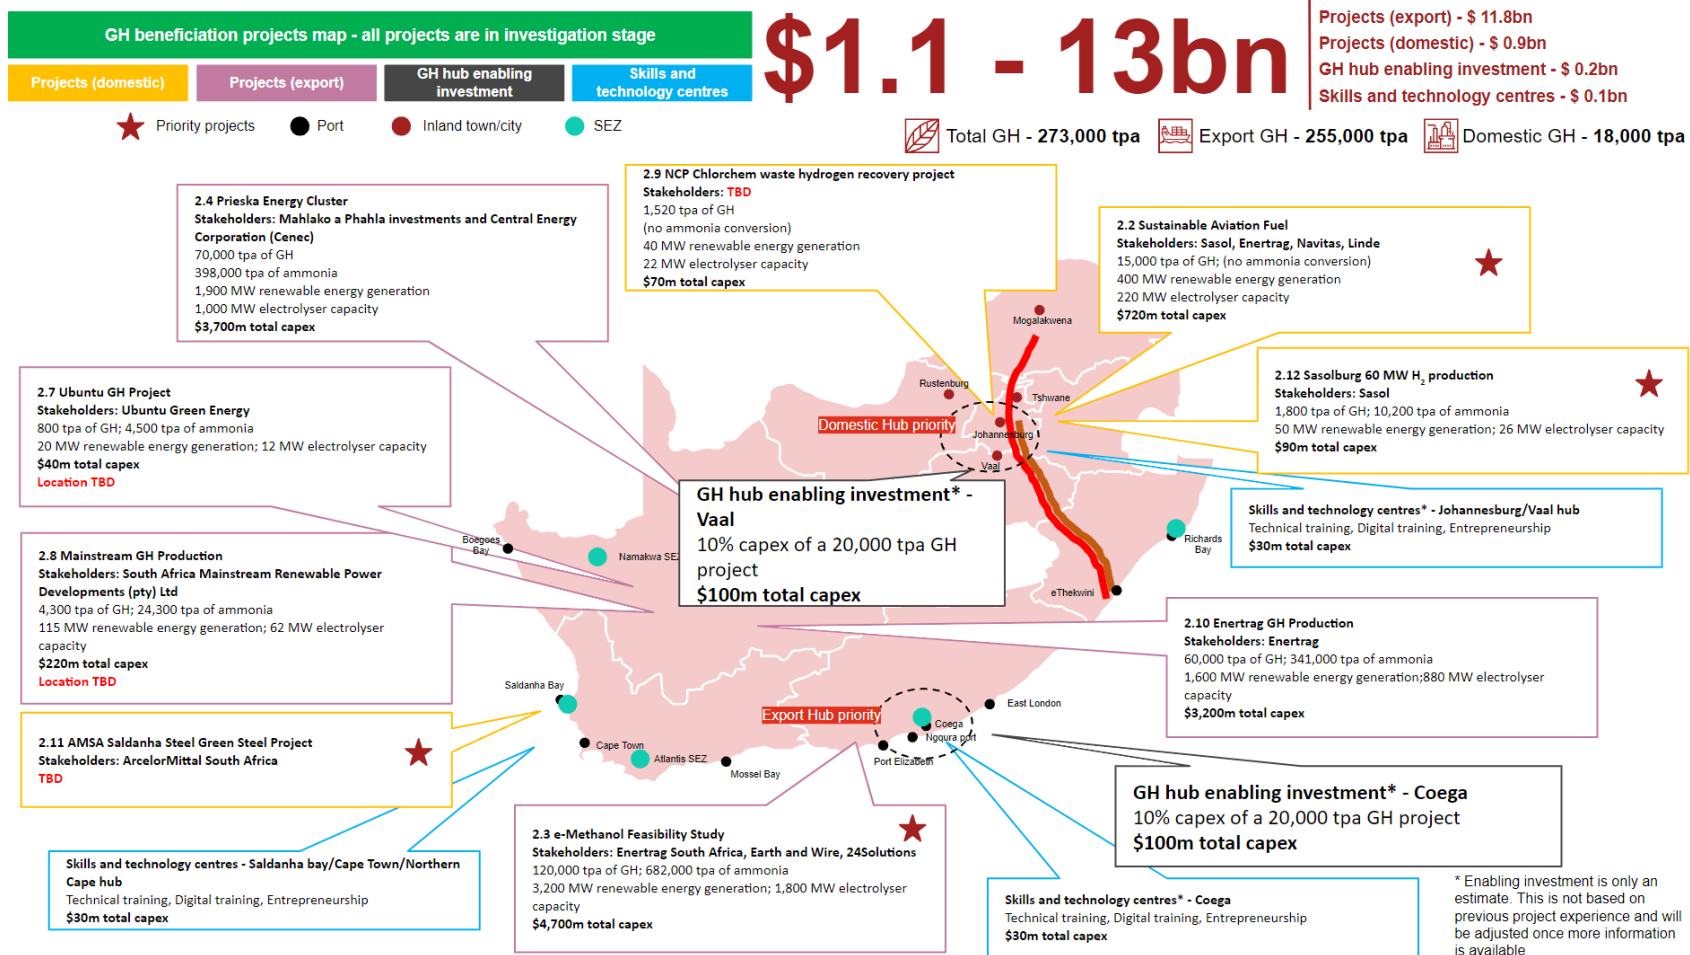 GH beneficiation projects map - all projects are in investigation stage
Projects (domestic)
Projects (export)
GH hub enabling
investment
Skills and
technology centres
$1.1 - 13bn
Projects (export) - $ 11.8bn
Projects (domestic) - $ 0.9bn
GH hub enabling investment - $ 0.2bn
Skills and technology centres - $ 0.1bn
Priority projects
Port
Inland town/city
SEZ
Total GH - 273,000 tpa
Export GH - 255,000 tpa
Domestic GH - 18,000 tpa
2.4 Prieska Energy Cluster
Stakeholders: Mahlako a Phahla investments and Central Energy
Corporation (Cenec)
70,000 tpa of GH
398,000 tpa of ammonia
1,900 MW renewable energy generation
1,000 MW electrolyser capacity
$3,700m total capex
2.9 NCP Chlorchem waste hydrogen recovery project
Stakeholders: TBD
1,520 tpa of GH
(no ammonia conversion)
40 MW renewable energy generation
22 MW electrolyser capacity
$70m total capex
2.2 Sustainable Aviation Fuel
Stakeholders: Sasol, Enertrag, Navitas, Linde
15,000 tpa of GH; (no ammonia conversion)
400 MW renewable energy generation
220 MW electrolyser capacity
$720m total capex
2.12 Sasolburg 60 MW H2 production
Stakeholders: Sasol
1,800 tpa of GH; 10,200 tpa of ammonia
50 MW renewable energy generation; 26 MW electrolyser capacity
$90m total capex
2.7 Ubuntu GH Project
Stakeholders: Ubuntu Green Energy
800 tpa of GH; 4,500 tpa of ammonia
20 MW renewable energy generation; 12 MW electrolyser capacity
$40m total capex
Location TBD
Mogalakwena
Rustenburg
Tshwane
Domestic Hub priority
Johannesburg
Vaal
GH hub enabling investment* -
Vaal
10% capex of a 20,000 tpa GH
project
$100m total capex
Skills and technology centres* - Johannesburg/Vaal hub
Technical training, Digital training, Entrepreneurship
$30m total capex
Boegoes
Bay
Namakwa SEZ
Richards
Bay
eThekwini
2.8 Mainstream GH Production
Stakeholders: South Africa Mainstream Renewable Power
Developments (pty) Ltd
4,300 tpa of GH; 24,300 tpa of ammonia
115 MW renewable energy generation; 62 MW electrolyser
capacity
$220m total capex
Location TBD
2.10 Enertrag GH Production
Stakeholders: Enertrag
60,000 tpa of GH; 341,000 tpa of ammonia
1,600 MW renewable energy generation;880 MW electrolyser
capacity
$3,200m total capex
Saldanha Bay
Cape Town
Atlantis SEZ
Mossel Bay
Export Hub priority
East London
Coega
Ngqura port
Port Elizabeth
2.11 AMSA Saldanha Steel Green Steel Project
Stakeholders: ArcelorMittal South Africa
TBD
GH hub enabling investment* - Coega
10% capex of a 20,000 tpa GH project
$100m total capex
2.3 e-Methanol Feasibility Study
Stakeholders: Enertrag South Africa, Earth and Wire, 24Solutions
120,000 tpa of GH; 682,000 tpa of ammonia
3,200 MW renewable energy generation; 1,800 MW electrolyser
capacity
$4,700m total capex
Skills and technology centres - Saldanha bay/Cape Town/Northern
Cape hub
Technical training, Digital training, Entrepreneurship
$30m total capex
Skills and technology centres* - Coega
Technical training, Digital training, Entrepreneurship
$30m total capex
* Enabling investment is only an
estimate. This is not based on
previous project experience and will
be adjusted once more information
is available